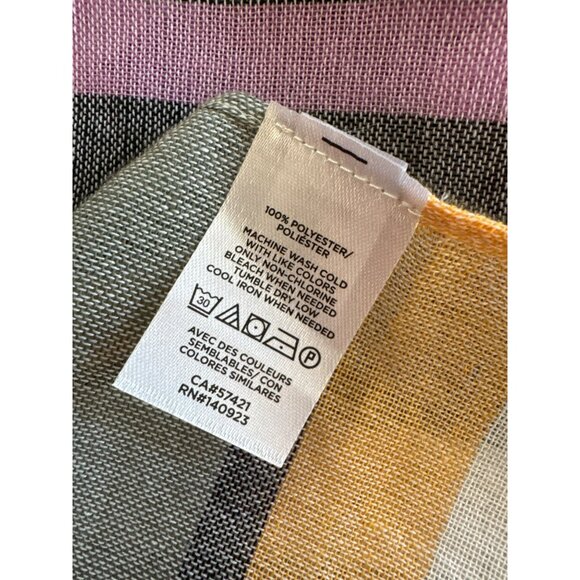 100% POLYESTER/
POLIESTER
MACHINE WASH COLD
WITH LIKE COLORS
ONLY NON-CHLORINE
BLEACH WHEN NEEDED
TUMBLE DRY LOW
COOL IRON WHEN NEEDED
30 P
AVEC DES COULEURS
SEMBLABLES/ CON
COLORES SIMILARES
CA#57421
RN#140923